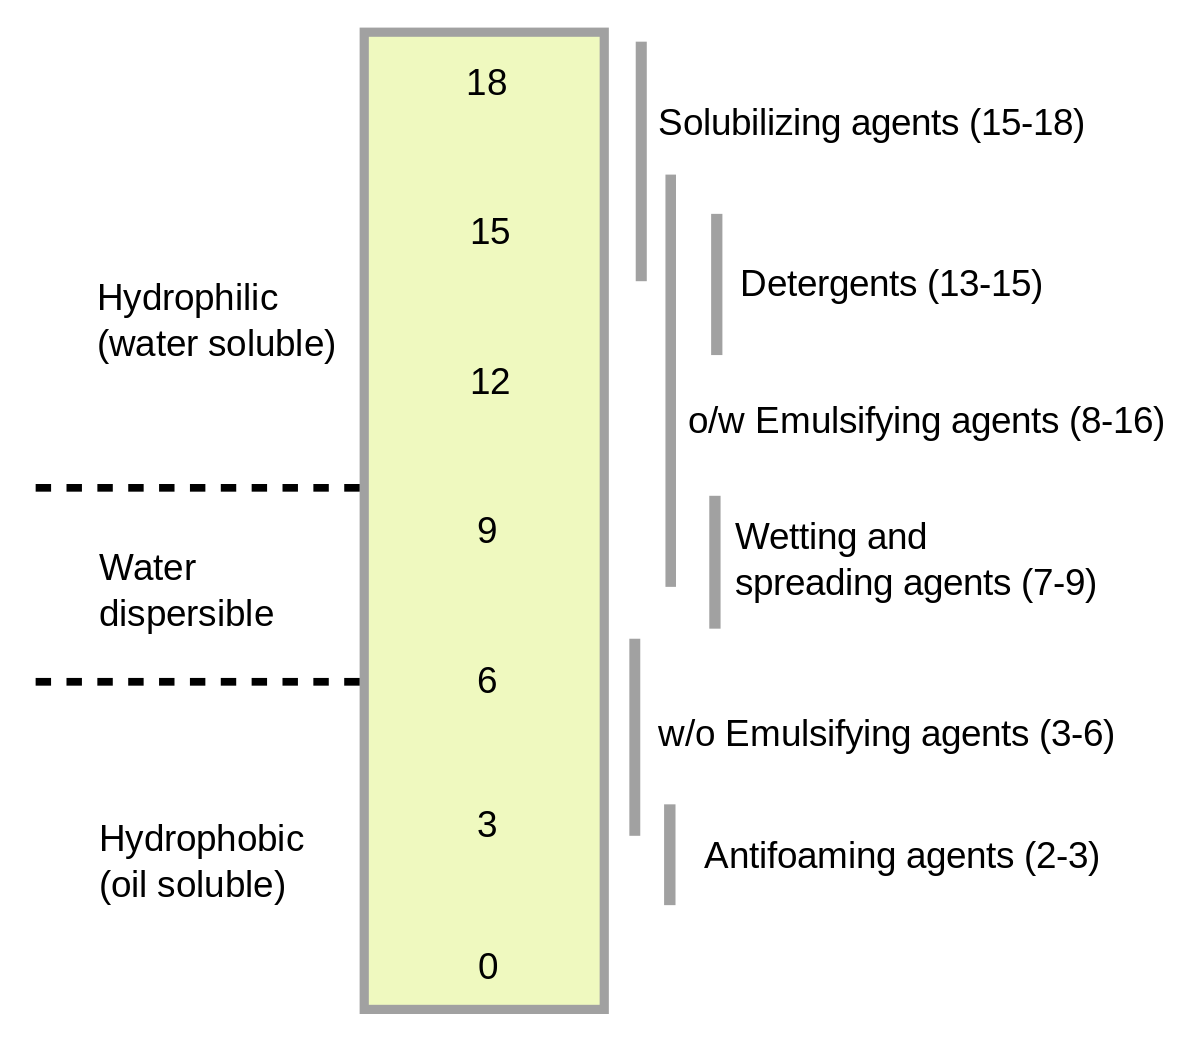 18
15
12
9
6
3
0
Hydrophilic
(water soluble)
Water
dispersible
Hydrophobic
(oil soluble)
Solubilizing agents (15-18)
Detergents (13-15)
o/w Emulsifying agents (8-16)
Wetting and
spreading agents (7-9)
w/o Emulsifying agents (3-6)
Antifoaming agents (2-3)